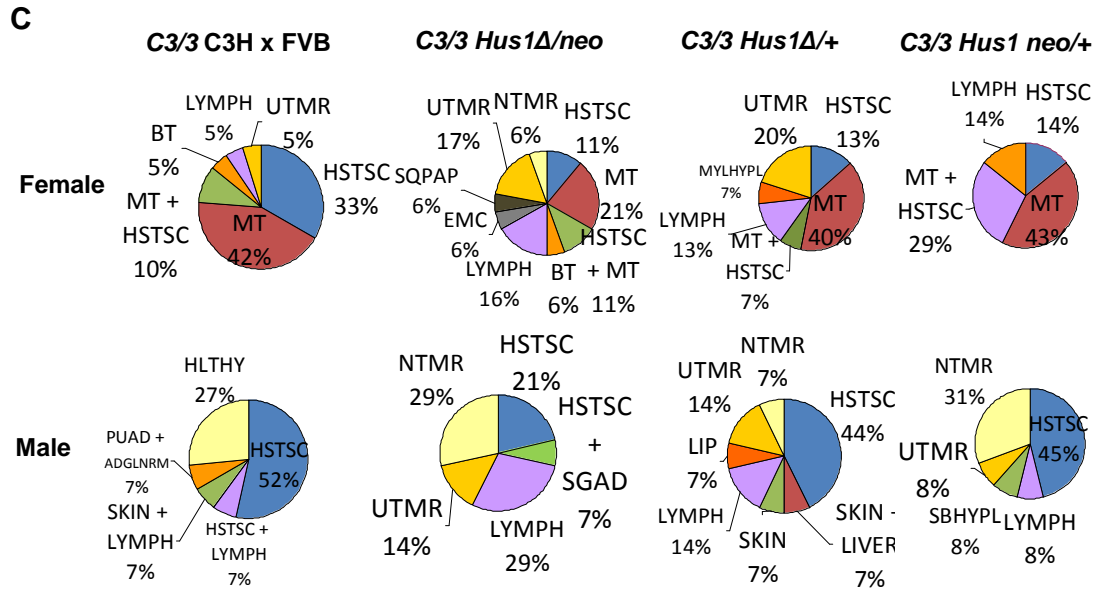 C
C3/3 C3H x FVB
C3/3 Hus1Δ/neo
C3/3 Hus1Δ/+
C3/3 Hus1 neo/+
Female
LYMPH
5%
UTMR
5%
BT
5%
MT +
HSTSC
10%
MT
42%
HSTSC
33%
UTMR
17%
NTMR
6%
HSTSC
11%
MT
21%
HSTSC
+ MT
11%
BT
6%
LYMPH
16%
EMC
6%
SQPAP
6%
UTMR
20%
HSTSC
13%
MYLHYPL
7%
LYMPH
13%
MT +
HSTSC
7%
MT
40%
LYMPH
14%
HSTSC
14%
MT +
HSTSC
29%
MT
43%
Male
HLTHY
27%
PUAD +
ADGLNRM
7%
SKIN +
LYMPH
7%
HSTSC +
LYMPH
7%
HSTSC
52%
NTMR
29%
HSTSC
21%
HSTSC
+
SGAD
7%
LYMPH
29%
UTMR
14%
NTMR
7%
UTMR
14%
HSTSC
44%
LIP
7%
LYMPH
14%
SKIN
7%
SKIN -
LIVER
7%
NTMR
31%
HSTSC
45%
UTMR
8%
SBHYPL
8%
LYMPH
8%